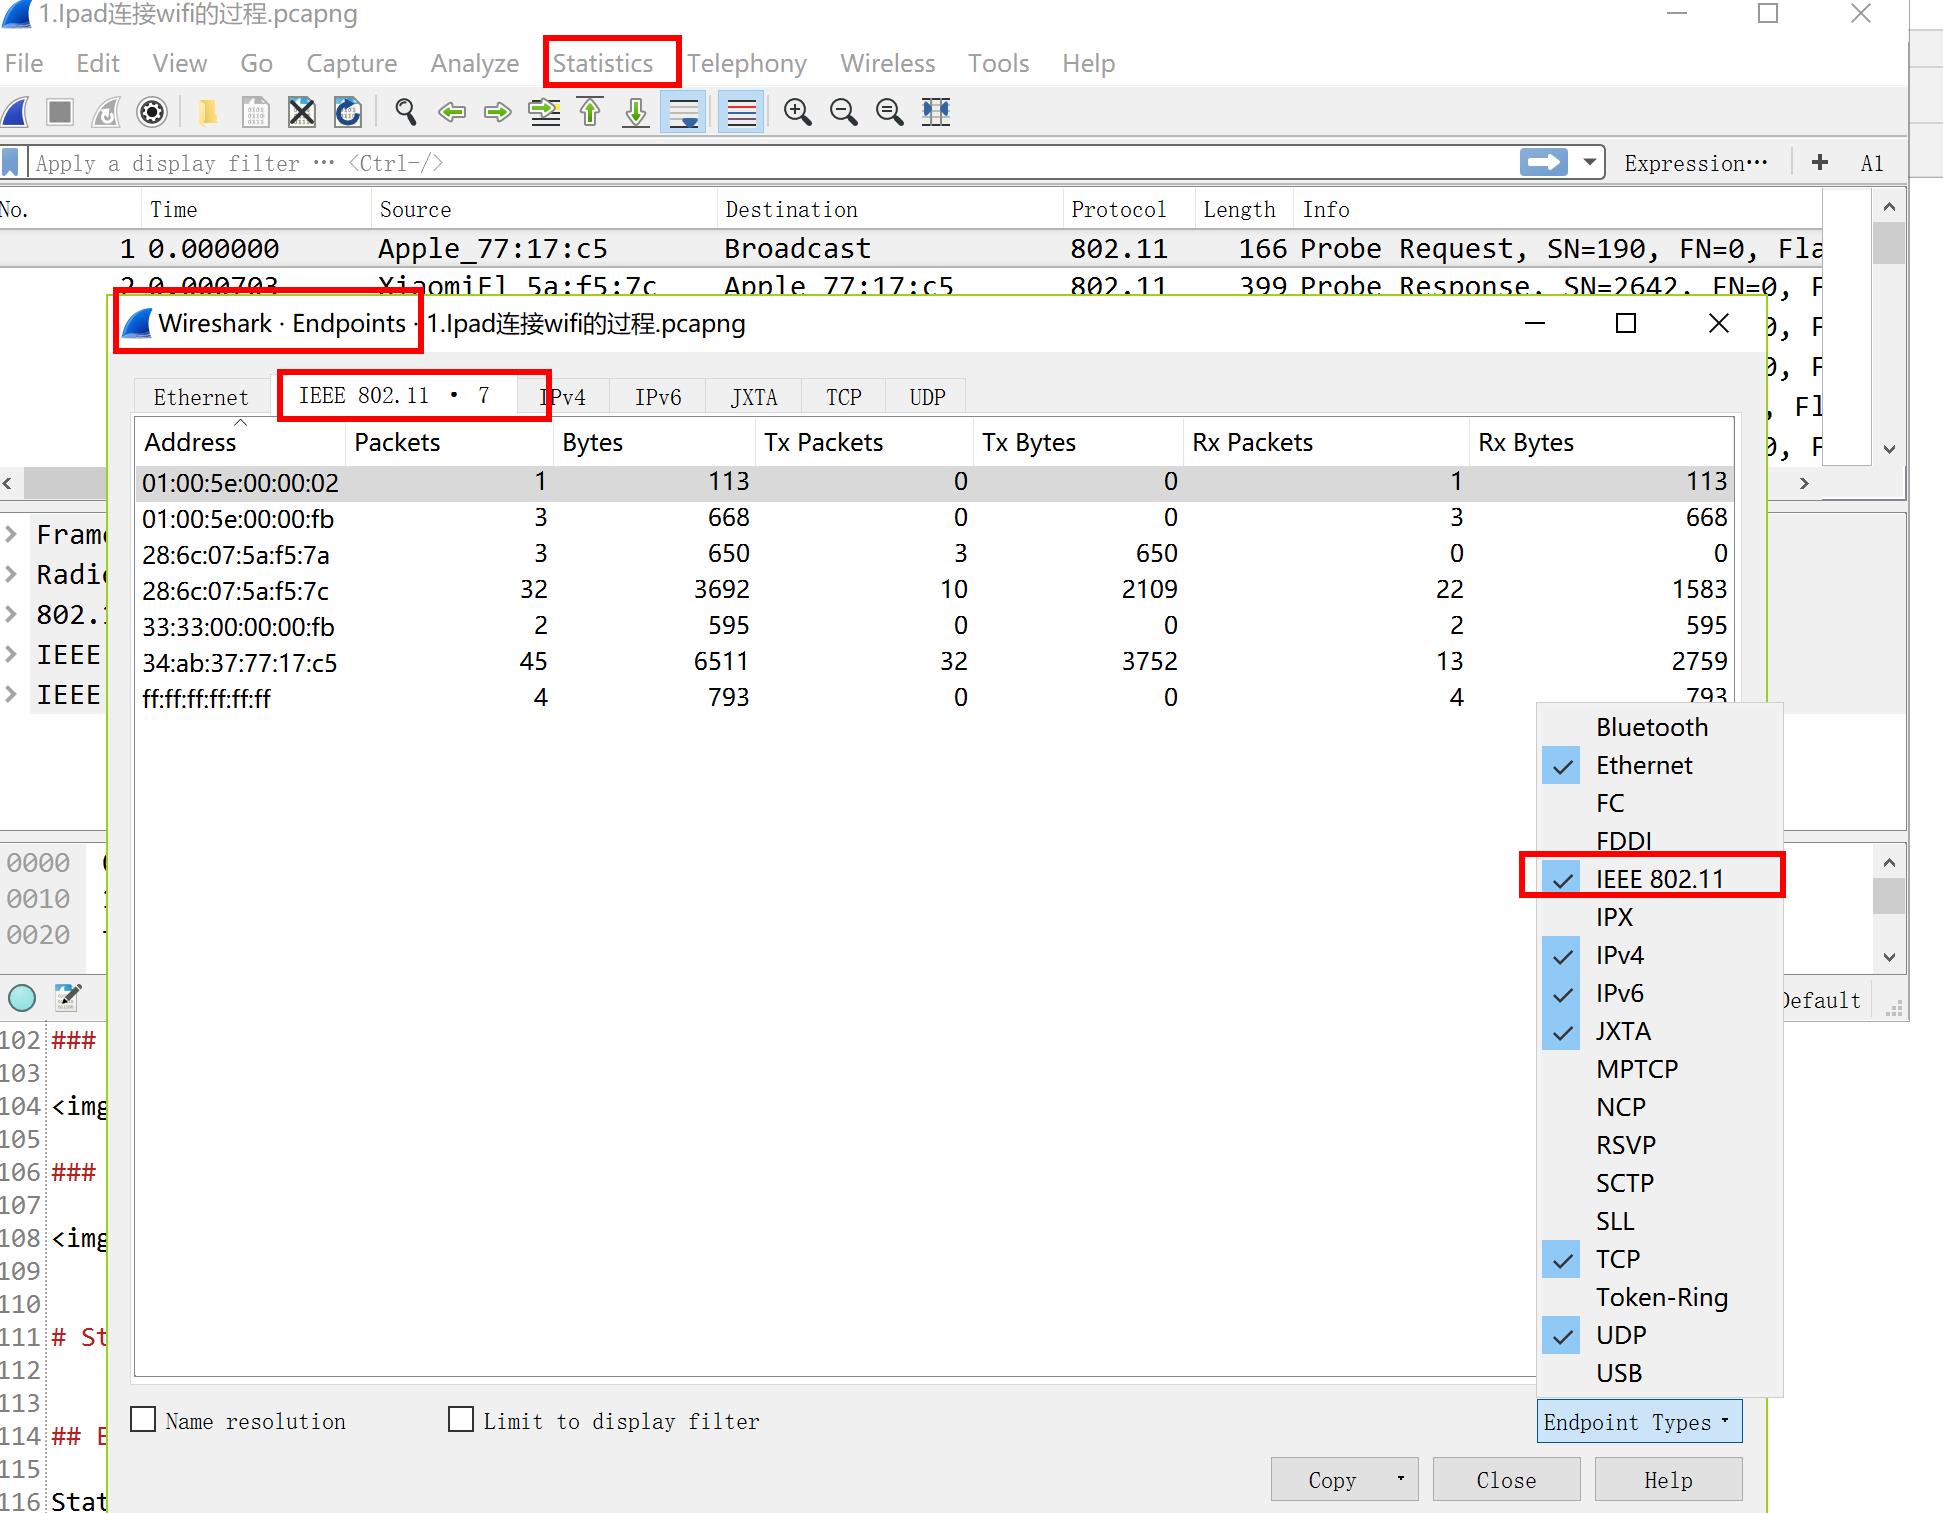 1.Ipad连接wifi的过程.pcapng
File Edit View Go Capture Analyze Statistics Telephony Wireless Tools Help
Apply a display filter … <Ctrl-/> Expression… + Al
No. Time Source Destination Protocol Length Info
1 0.000000 Apple_77:17:c5 Broadcast 802.11 166 Probe Request, SN=190, FN=0, Fla
2 0.000703 XiaomiEl_5a:f5:7c Apple_77:17:c5 802.11 399 Probe Response, SN=2642, FN=0, F
Wireshark · Endpoints · 1.Ipad连接wifi的过程.pcapng
0, F
0, F
, Fl
0, F
Ethernet IEEE 802.11 · 7 IPv4 IPv6 JXTA TCP UDP
Address Packets Bytes Tx Packets Tx Bytes Rx Packets Rx Bytes
01:00:5e:00:00:02 1 113 0 0 1 113
01:00:5e:00:00:fb 3 668 0 0 3 668
28:6c:07:5a:f5:7a 3 650 3 650 0 0
28:6c:07:5a:f5:7c 32 3692 10 2109 22 1583
33:33:00:00:00:fb 2 595 0 0 2 595
34:ab:37:77:17:c5 45 6511 32 3752 13 2759
ff:ff:ff:ff:ff:ff 4 793 0 0 4 793
Frame
Radio
802.1
IEEE
IEEE
Bluetooth
Ethernet
FC
FDDI
IEEE 802.11
IPX
IPv4
IPv6
JXTA
MPTCP
NCP
RSVP
SCTP
SLL
TCP
Token-Ring
UDP
USB
0000
0010
0020
Default
102 ###
103
104 <img
105
106 ###
107
108 <img
109
110
111 # St
112
113
114 ## E
115
116 Stat
Name resolution Limit to display filter Endpoint Types
Copy Close Help